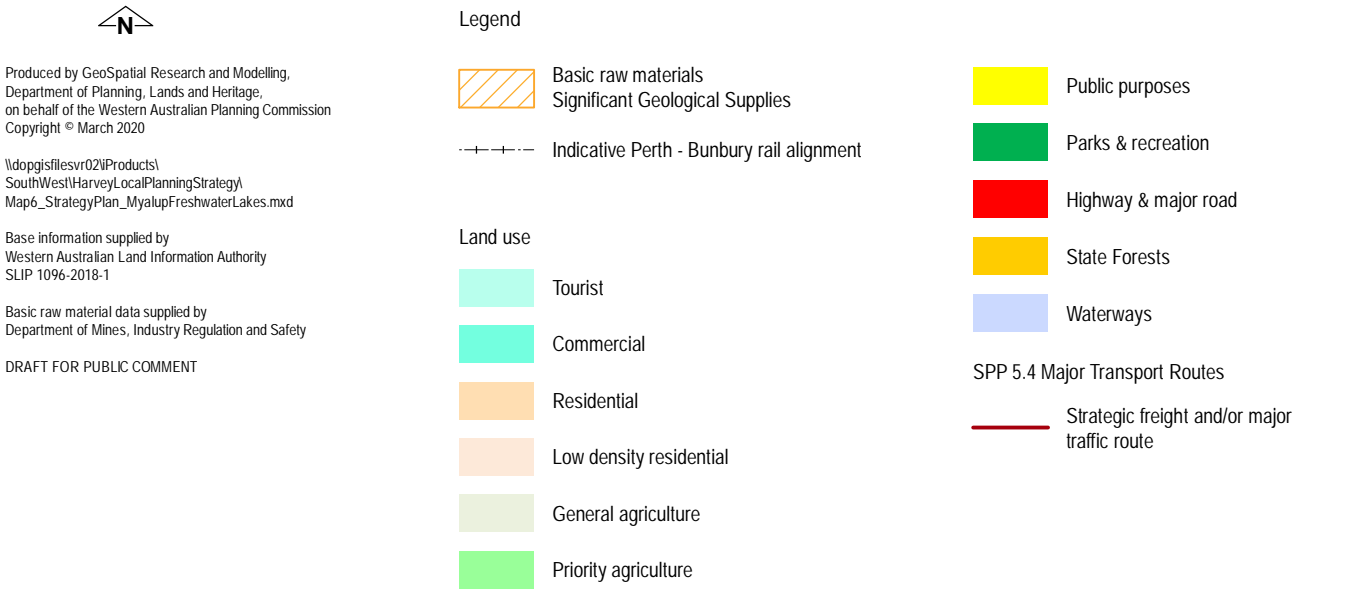 N
Produced by GeoSpatial Research and Modelling,
Department of Planning, Lands and Heritage,
on behalf of the Western Australian Planning Commission
Copyright © March 2020
\\dopgisfilesvr02\iProducts\
SouthWest\HarveyLocalPlanningStrategy\
Map6_StrategyPlan_MyalupFreshwaterLakes.mxd
Base information supplied by
Western Australian Land Information Authority
SLIP 1096-2018-1
Basic raw material data supplied by
Department of Mines, Industry Regulation and Safety
DRAFT FOR PUBLIC COMMENT
Legend
Basic raw materials
Significant Geological Supplies
Indicative Perth - Bunbury rail alignment
Land use
Tourist
Commercial
Residential
Low density residential
General agriculture
Priority agriculture
Public purposes
Parks & recreation
Highway & major road
State Forests
Waterways
SPP 5.4 Major Transport Routes
Strategic freight and/or major
traffic route